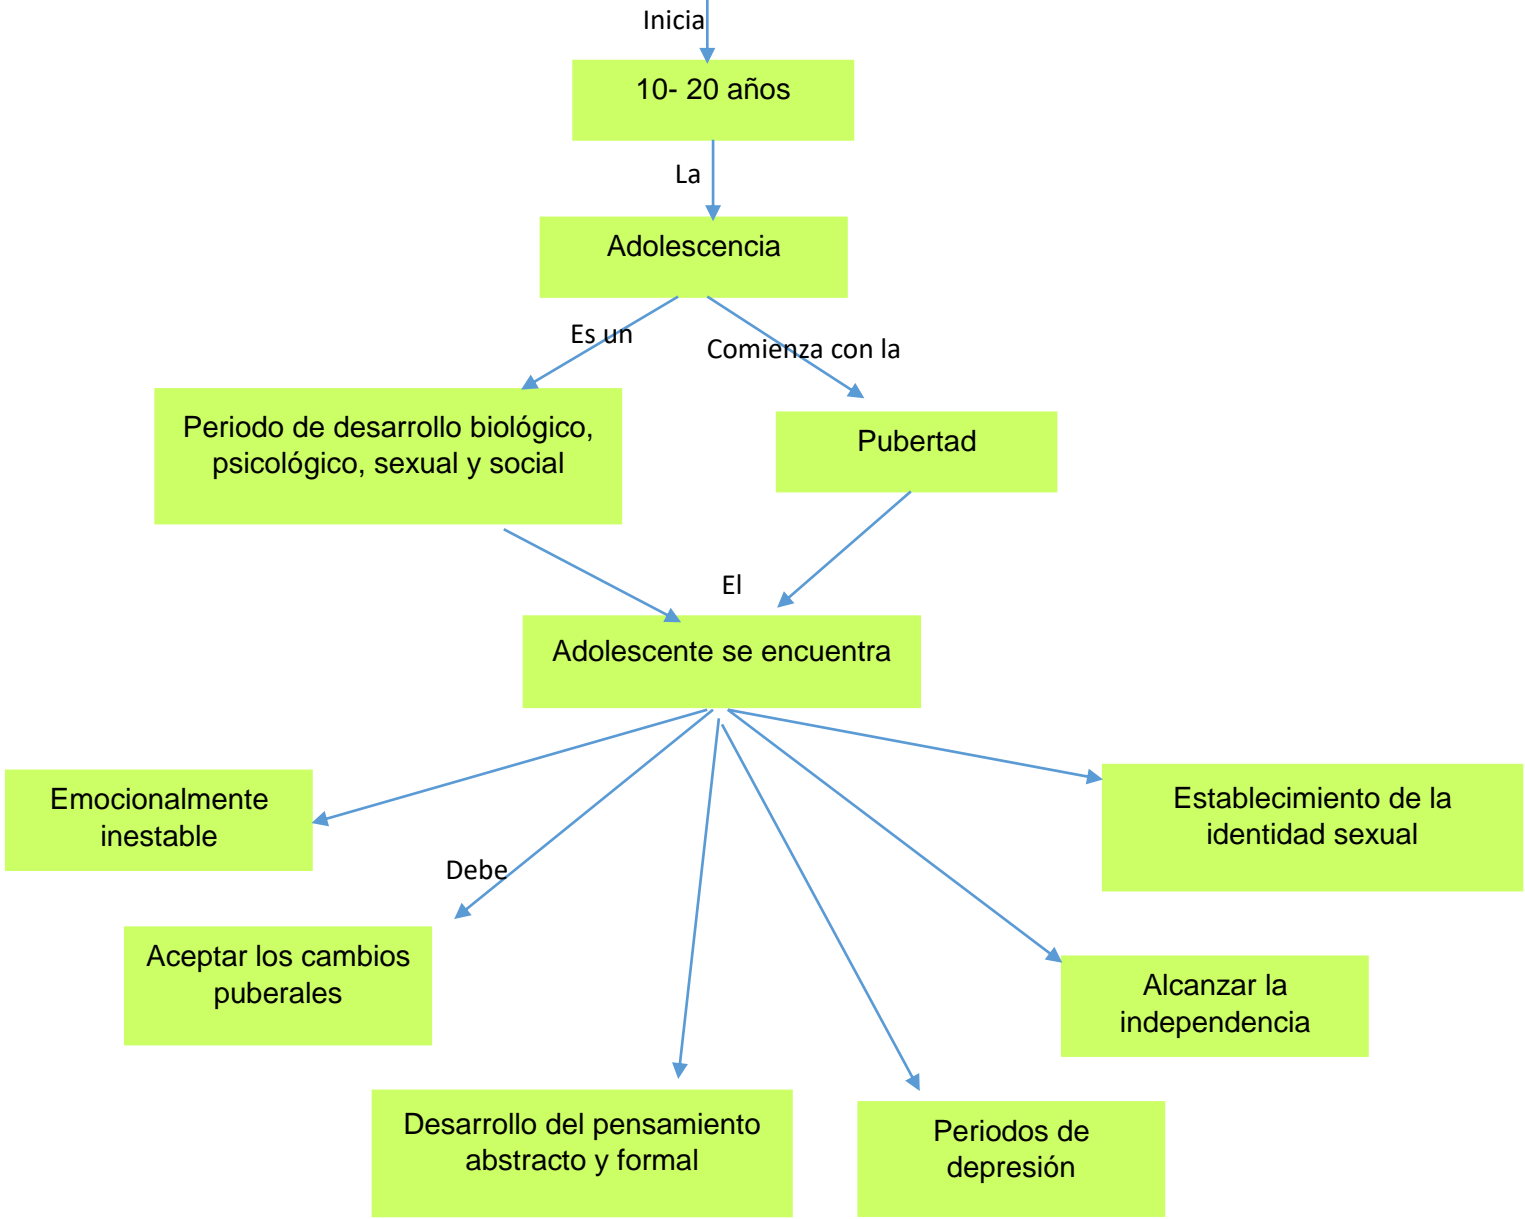 Inicia
10- 20 años
La
Adolescencia
Es un
Comienza con la
Periodo de desarrollo biológico,
psicológico, sexual y social
Pubertad
El
Adolescente se encuentra
Emocionalmente
inestable
Establecimiento de la
identidad sexual
Debe
Aceptar los cambios
puberales
Alcanzar la
independencia
Desarrollo del pensamiento
abstracto y formal
Periodos de
depresión